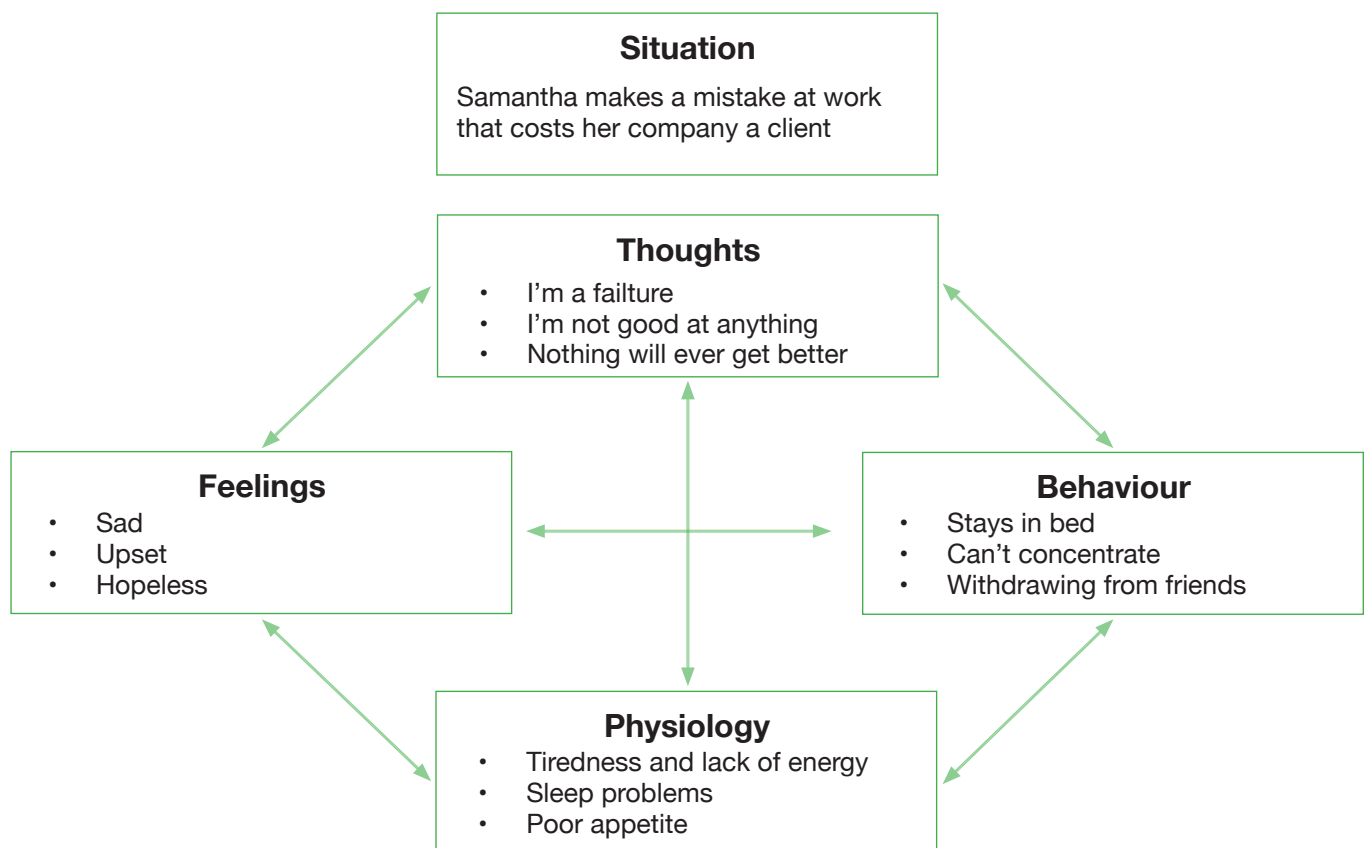 Situation
Samantha makes a mistake at work
that costs her company a client
Thoughts
• I'm a failture
• I'm not good at anything
• Nothing will ever get better
Feelings
• Sad
• Upset
• Hopeless
Behaviour
• Stays in bed
• Can't concentrate
• Withdrawing from friends
Physiology
• Tiredness and lack of energy
• Sleep problems
• Poor appetite